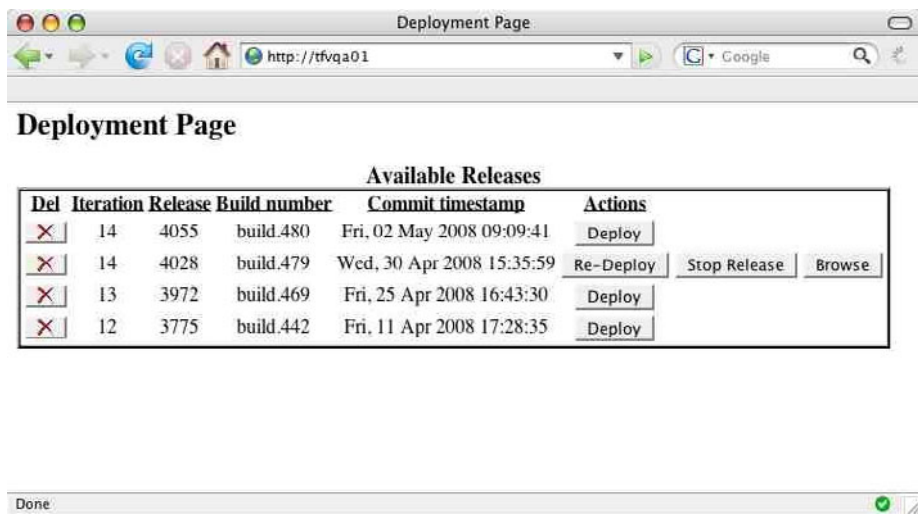 Deployment Page
http://tfvqa01
Google
Deployment Page
Available Releases
Del Iteration Release Build number Commit timestamp Actions
14 4055 build.480 Fri, 02 May 2008 09:09:41 Deploy
14 4028 build.479 Wed, 30 Apr 2008 15:35:59 Re-Deploy Stop Release Browse
13 3972 build.469 Fri, 25 Apr 2008 16:43:30 Deploy
12 3775 build.442 Fri, 11 Apr 2008 17:28:35 Deploy
Done